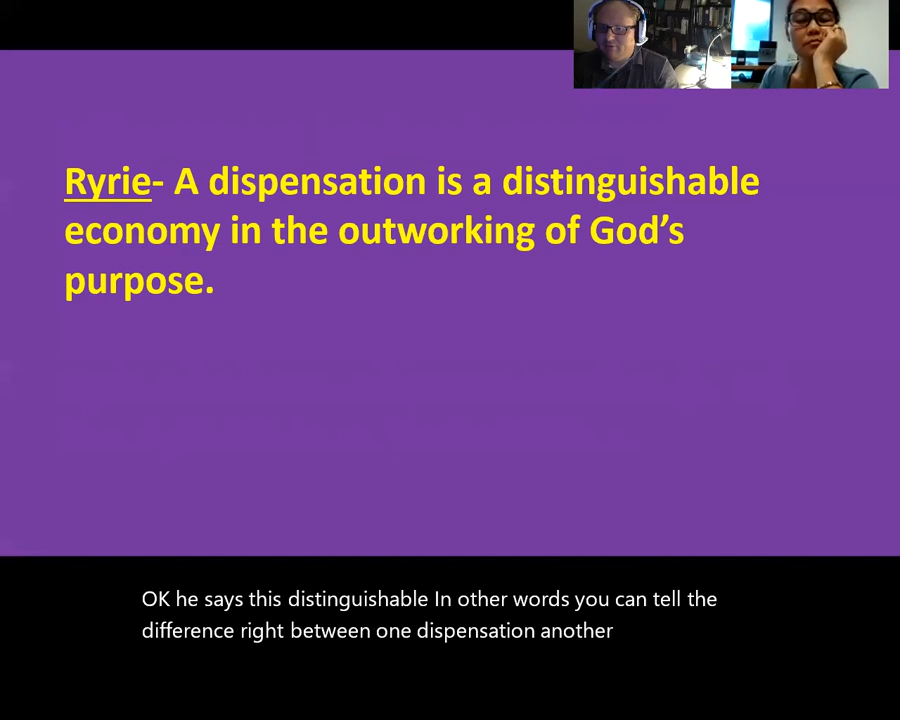 Ryrie- A dispensation is a distinguishable
economy in the outworking of God’s
purpose.
OK he says this distinguishable In other words you can tell the
difference right between one dispensation another